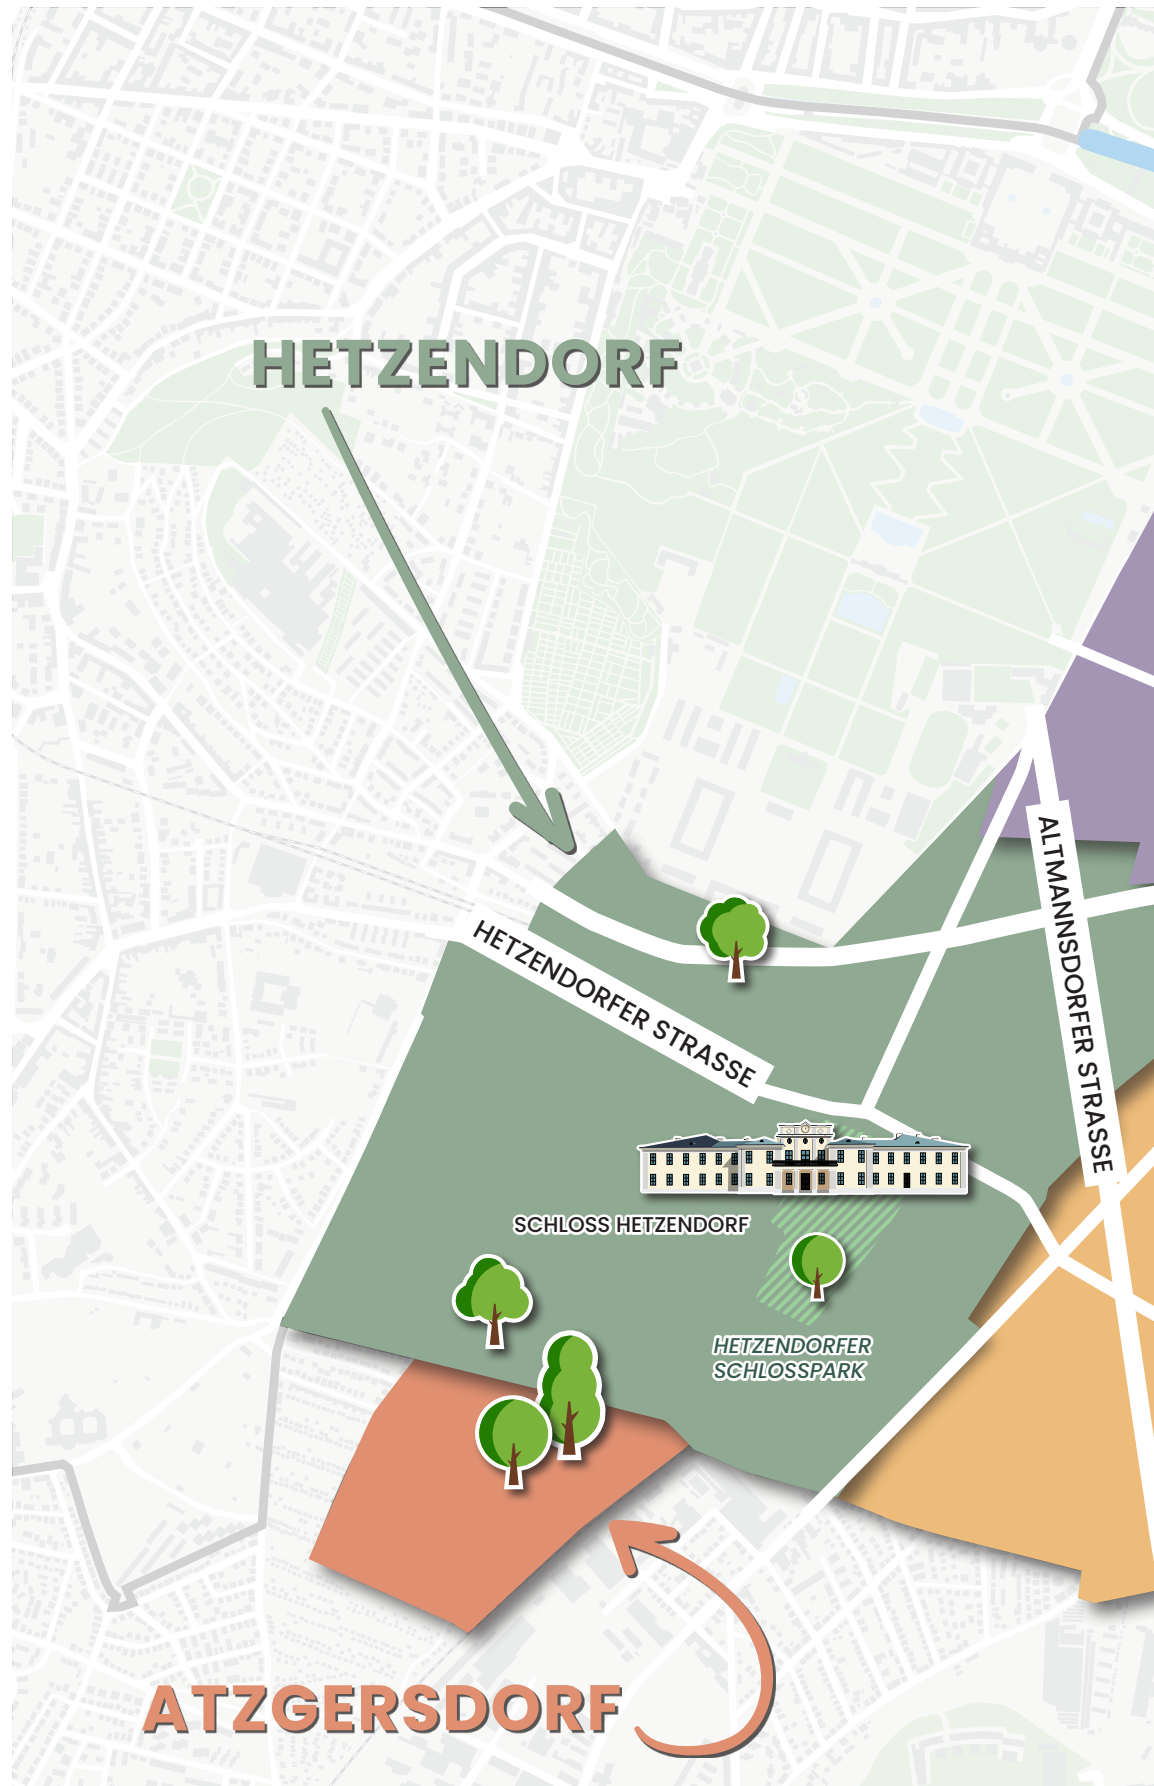 HETZENDORF
ALTMANNSDORFER STRASSE
HETZENDORFER STRASSE
SCHLOSS HETZENDORF
HETZENDORFER
SCHLOSSPARK
ATZGERSDORF